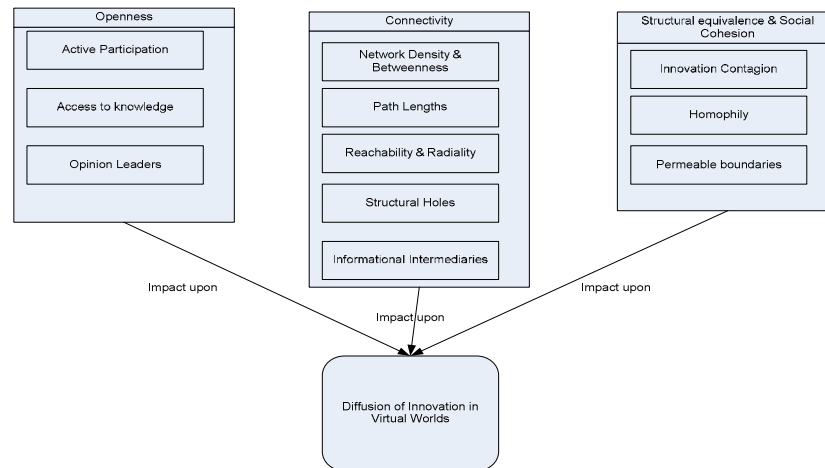 Openness
Active Participation
Access to knowledge
Opinion Leaders
Connectivity
Network Density &
Betweenness
Path Lengths
Reachability & Radiality
Structural Holes
Informational Intermediaries
Structural equivalence & Social
Cohesion
Innovation Contagion
Homophily
Permeable boundaries
Impact upon
Impact upon
Impact upon
Diffusion of Innovation in
Virtual Worlds